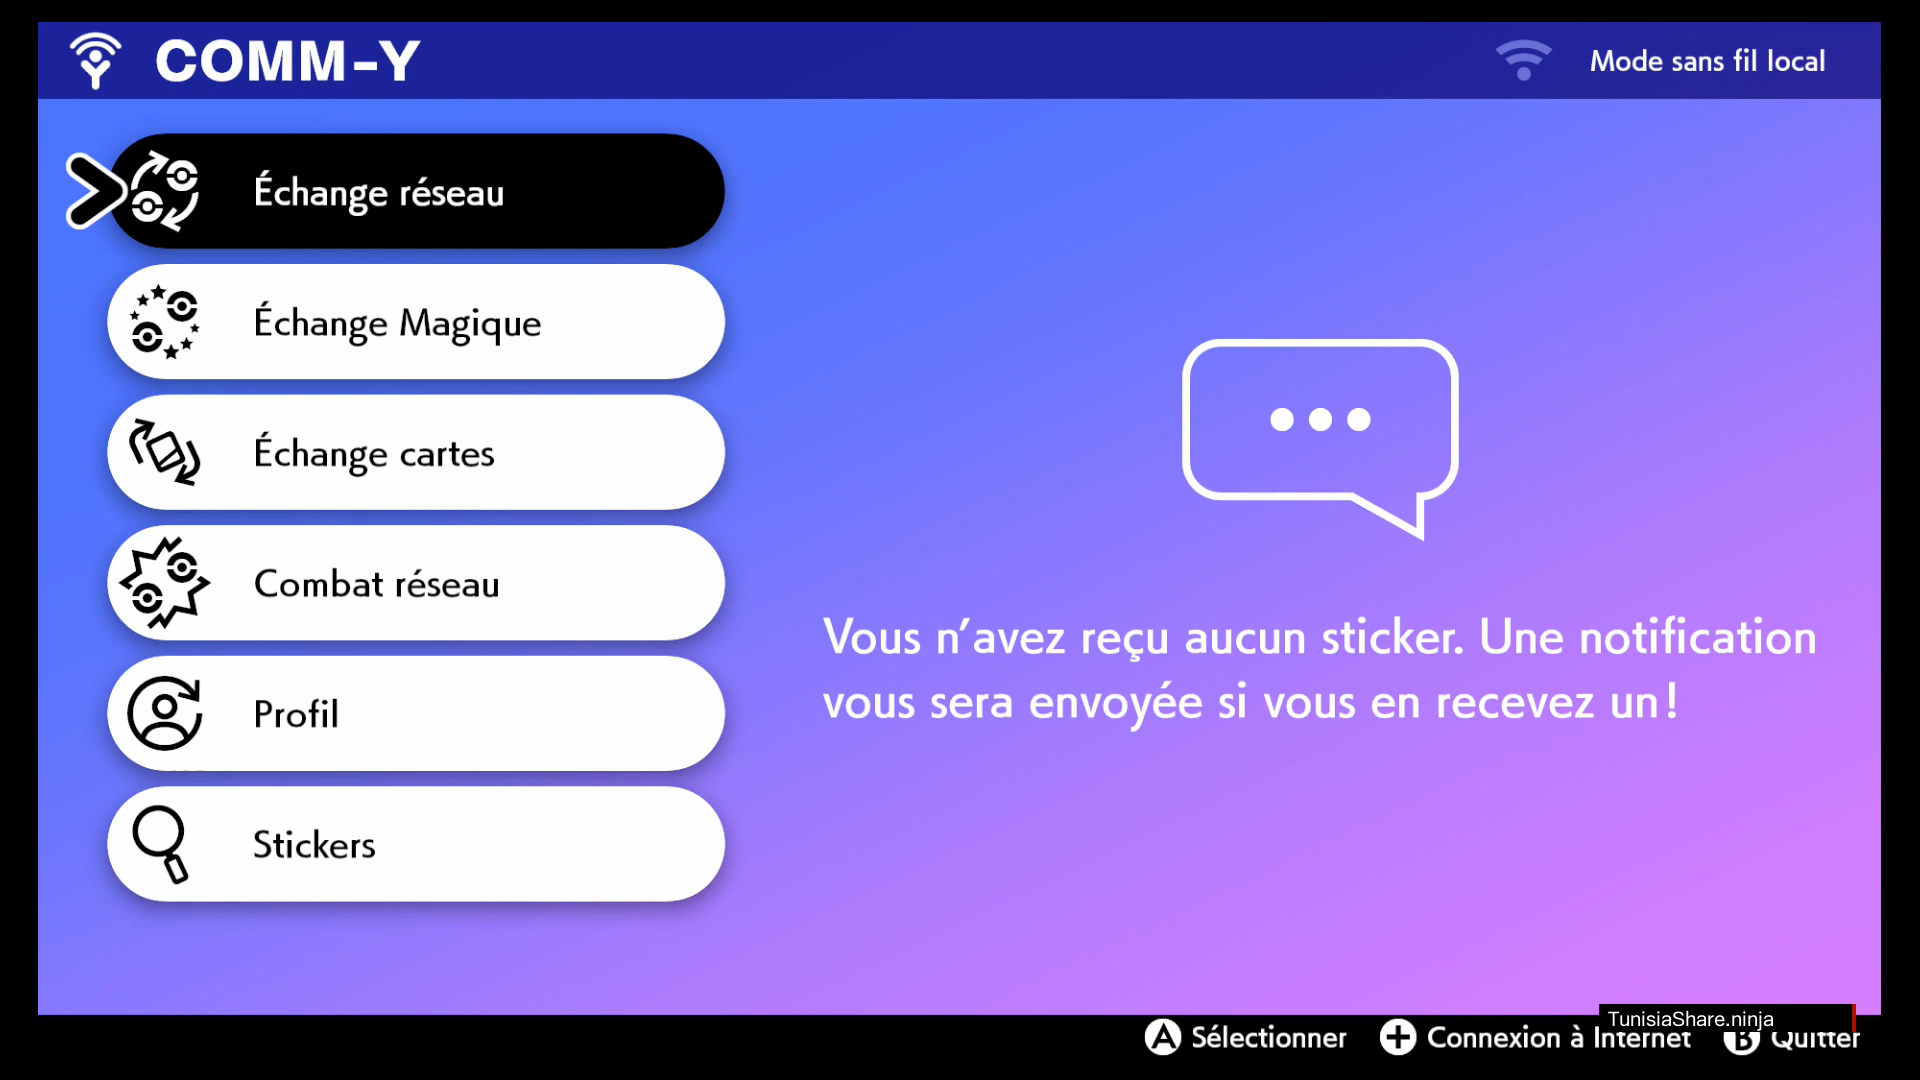 COMM-Y
Mode sans fil local
Échange réseau
Échange Magique
Échange cartes
Combat réseau
Profil
Stickers
Vous n'avez reçu aucun sticker. Une notification
vous sera envoyée si vous en recevez un !
TunisiaShare.ninja
A Sélectionner + Connexion à Internet B Quitter